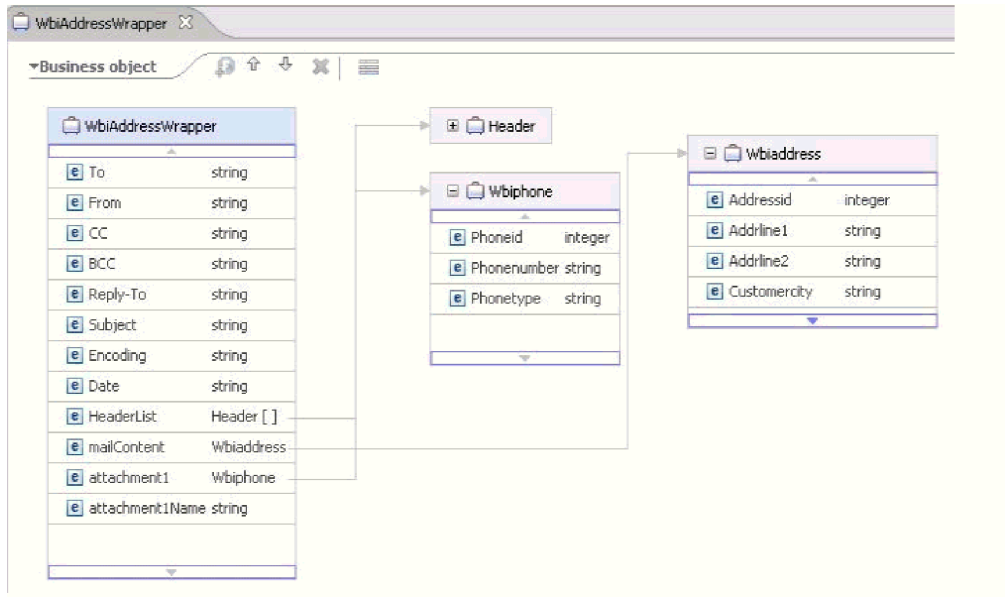 WbiAddressWrapper
Business object
WbiAddressWrapper
To string
From string
CC string
BCC string
Reply-To string
Subject string
Encoding string
Date string
HeaderList Header [ ]
mailContent Wbiaddress
attachment1 Wbiphone
attachment1Name string
Header
Wbiphone
Phoneid integer
Phonenumber string
Phonetype string
Wbiaddress
Addressid integer
Addrline1 string
Addrline2 string
Customercity string